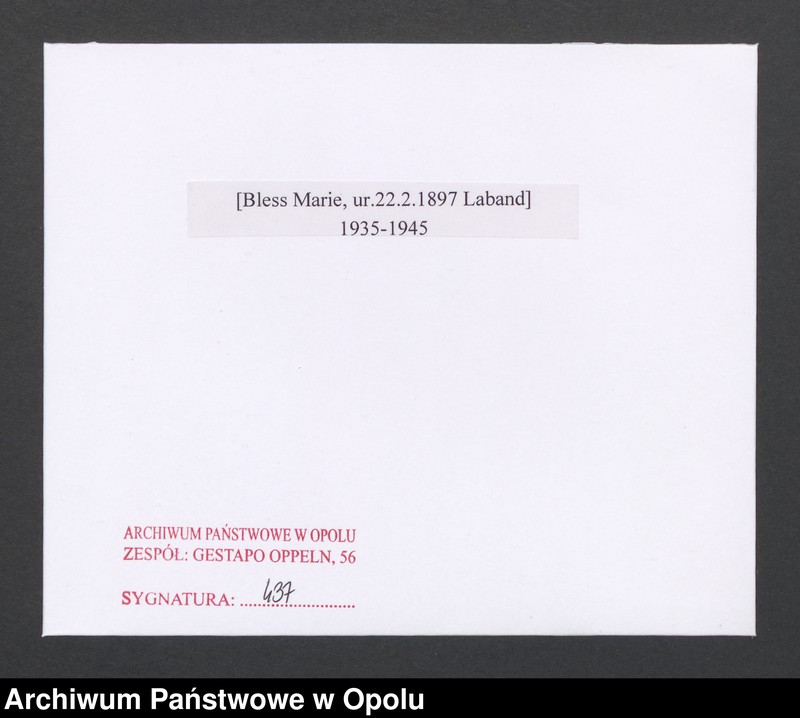 [Bless Marie, ur.22.2.1897 Laband]
1935-1945
ARCHIWUM PAŃSTWOWE W OPOLU
ZESPÓŁ: GESTAPO OPPELN, 56
SYGNATURA: 437
Archiwum Państwowe w Opolu